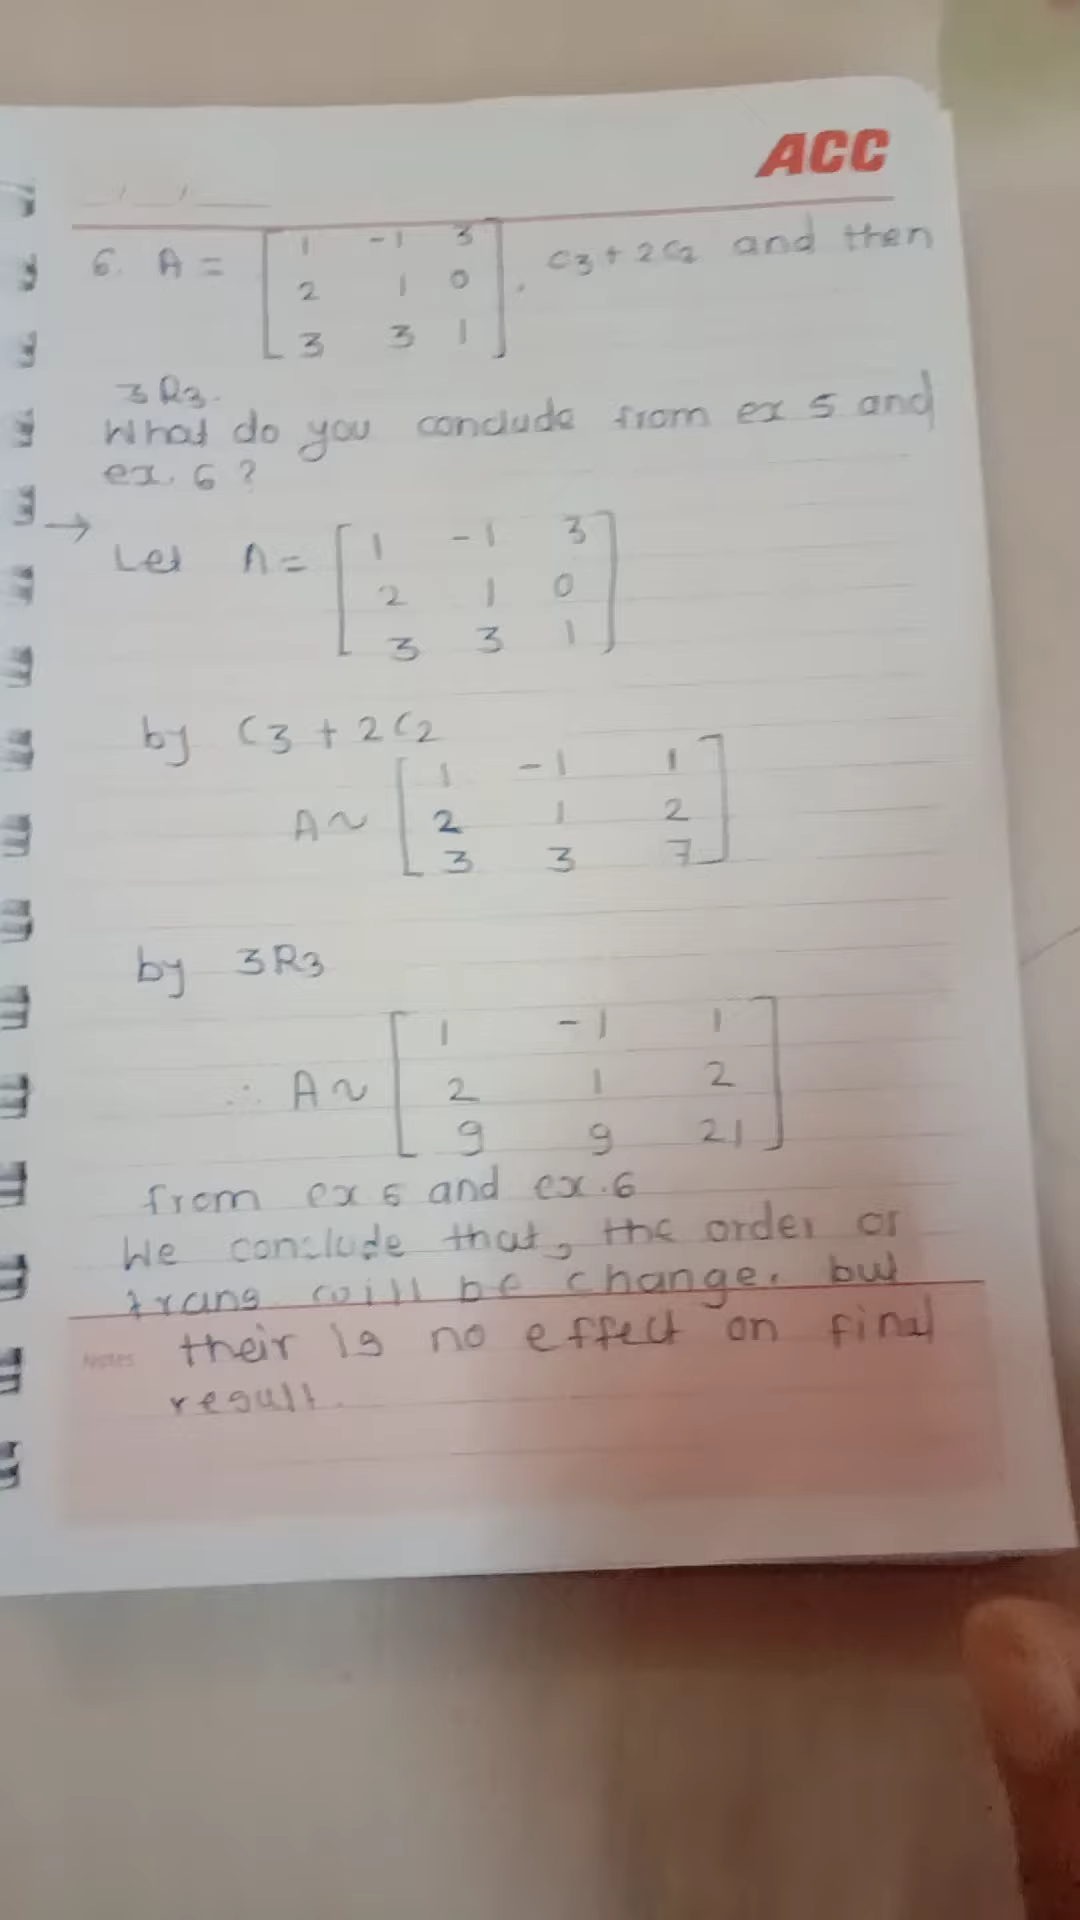 ACC
6. A = [ 1 -1 3
2 1 0
3 3 1 ] , C3 + 2C2 and then
3R3.
What do you conclude from ex 5 and
ex. 6 ?
→ Let A = [ 1 -1 3
2 1 0
3 3 1 ]
by C3 + 2C2
A ~ [ 1 -1 1
2 1 2
3 3 7 ]
by 3R3
∴ A ~ [ 1 -1 1
2 1 2
9 9 21 ]
from ex 5 and ex.6
We conclude that, the order or
trans will be change. but
Notes their is no effect on final
result.